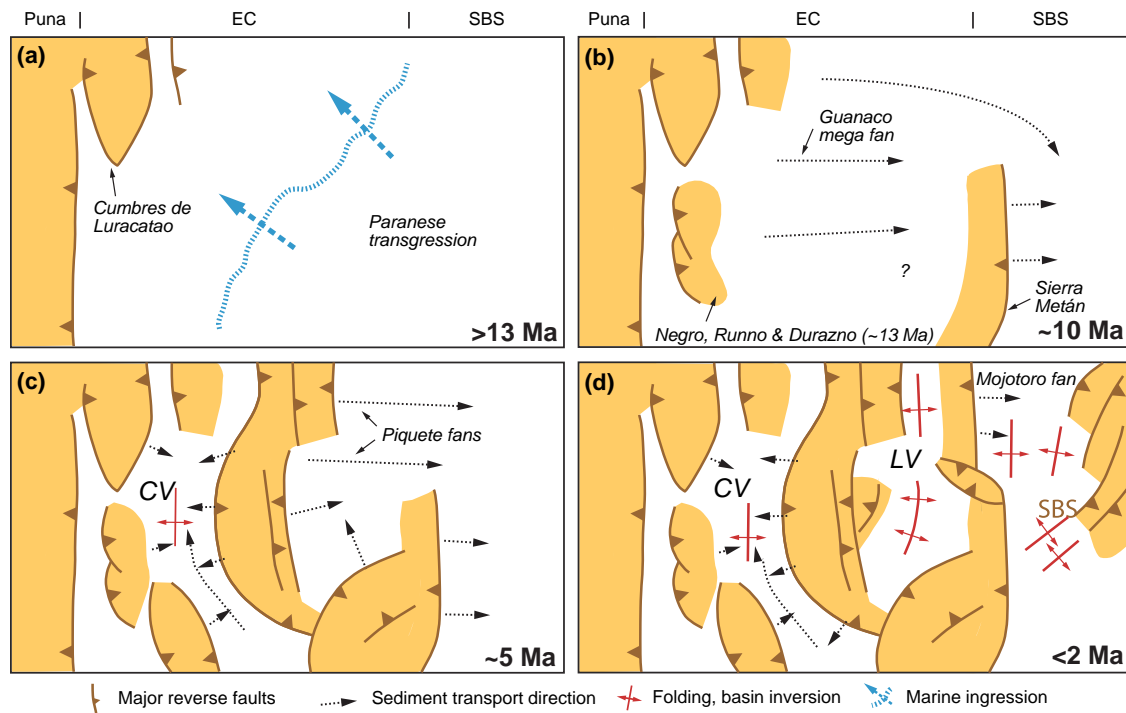 Puna | EC | SBS
Puna | EC | SBS
(a)
Cumbres de
Luracatao
Paranese
transgression
>13 Ma
(b)
Guanaco
mega fan
?
Sierra
Metán
Negro, Runno & Durazno (~13 Ma)
~10 Ma
(c)
Piquete fans
CV
~5 Ma
(d)
Mojotoro fan
LV
CV
SBS
<2 Ma
Major reverse faults
Sediment transport direction
Folding, basin inversion
Marine ingression